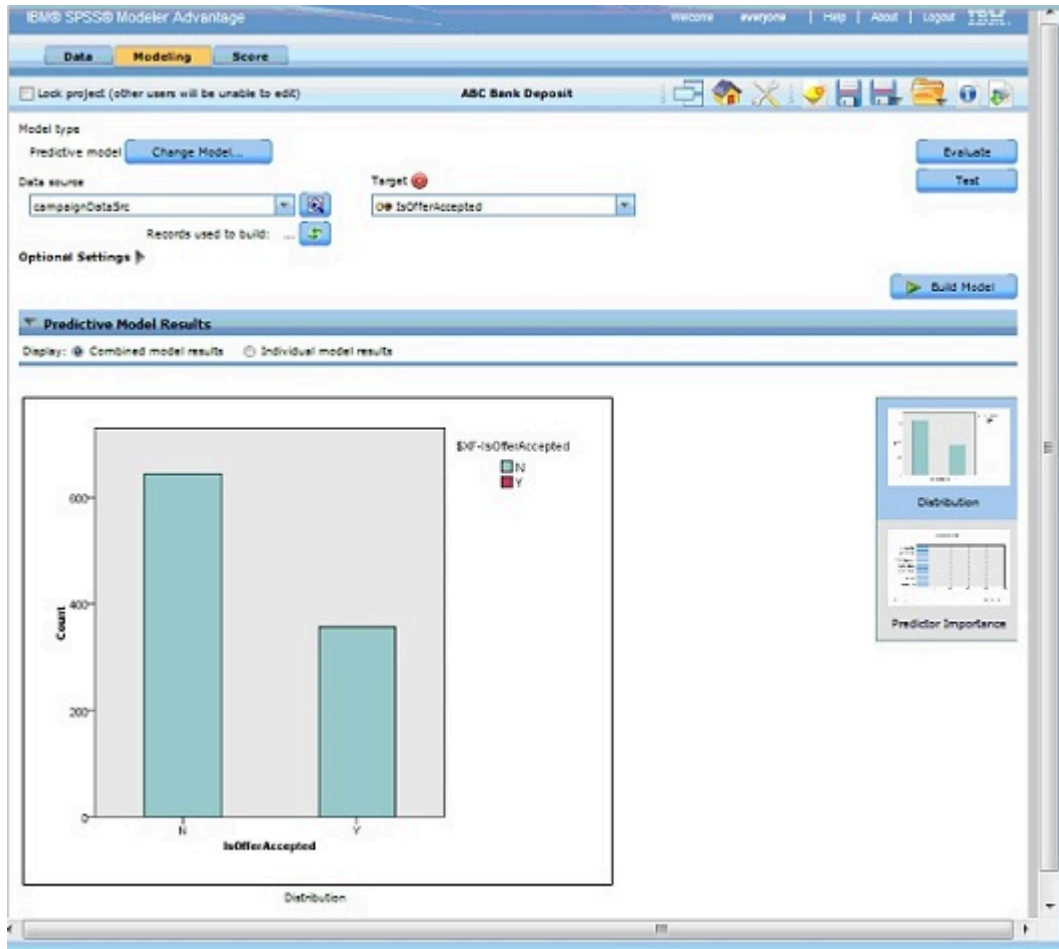 IBM® SPSS® Modeler Advantage Welcome everyone | Help | About | Logout IBM.
Data Modeling Score
Lock project (other users will be unable to edit) ABC Bank Deposit
Model type
Predictive model Change Model... Evaluate
Data source Target Test
campaignDataSrc IsOfferAccepted
Records used to build: ...
Optional Settings
Build Model
Predictive Model Results
Display: Combined model results Individual model results
$XF-IsOfferAccepted
N
Y
600
400
200
0
Count
N Y
IsOfferAccepted
Distribution
Distribution
Predictor Importance